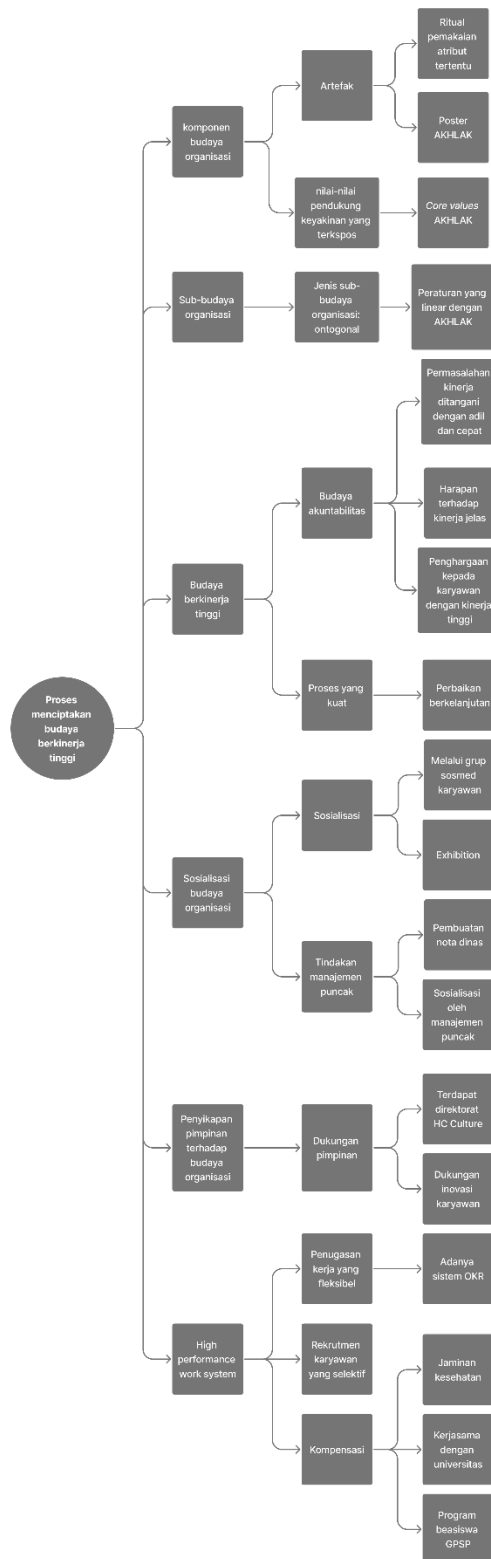 Ritual
pemakaian
atribut
tertentu
Artefak
Poster
AKHLAK
komponen
budaya
organisasi
nilai-nilai
pendukung
keyakinan yang
terkspos
Core values
AKHLAK
Sub-budaya
organisasi
Jenis sub-
budaya
organisasi:
ontogonal
Peraturan yang
linear dengan
AKHLAK
Permasalahan
kinerja
ditangani
dengan adil
dan cepat
Budaya
akuntabilitas
Harapan
terhadap
kinerja jelas
Budaya
berkinerja
tinggi
Penghargaan
kepada
karyawan
dengan kinerja
tinggi
Proses yang
kuat
Perbaikan
berkelanjutan
Proses
menciptakan
budaya
berkinerja
tinggi
Melalui grup
sosmed
karyawan
Sosialisasi
Exhibition
Sosialisasi
budaya
organisasi
Pembuatan
nota dinas
Tindakan
manajemen
puncak
Sosialisasi
oleh
manajemen
puncak
Terdapat
direktorat
HC Culture
Penyikapan
pimpinan
terhadap
budaya
organisasi
Dukungan
pimpinan
Dukungan
inovasi
karyawan
Penugasan
kerja yang
fleksibel
Adanya
sistem OKR
High
performance
work system
Rekrutmen
karyawan
yang selektif
Jaminan
kesehatan
Kompensasi
Kerjasama
dengan
universitas
Program
beasiswa
GPSP